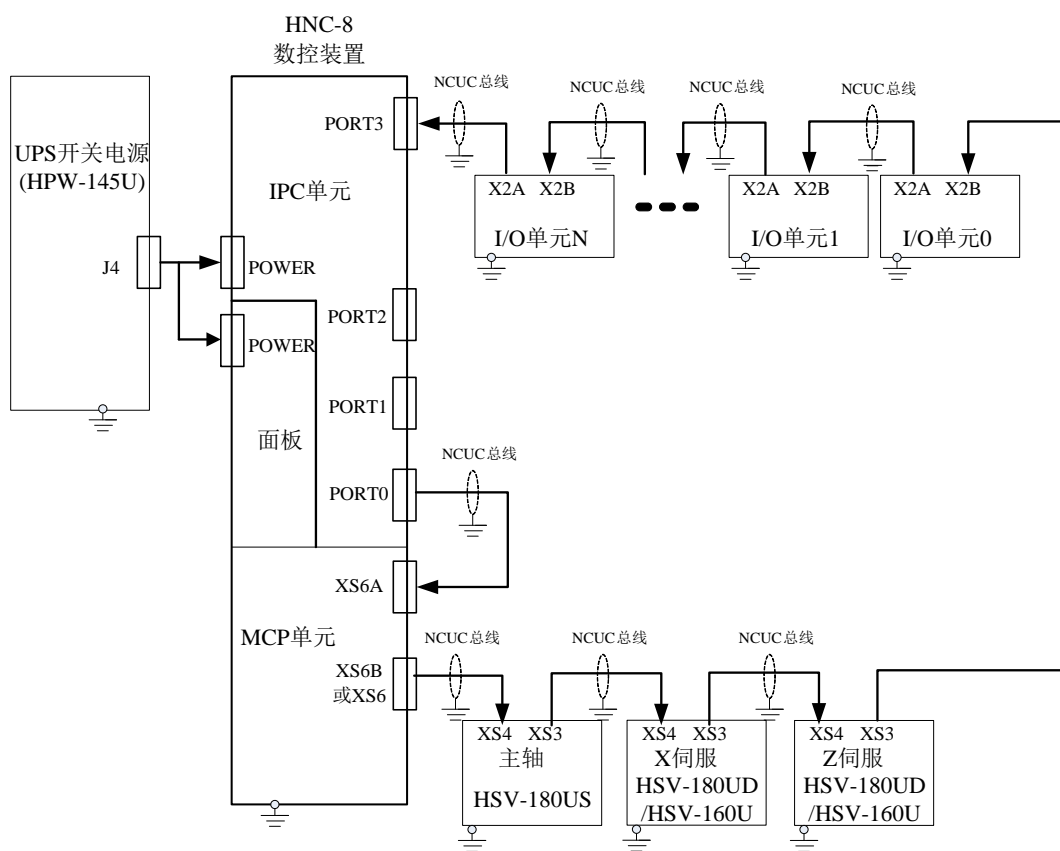 HNC-8
数控装置
NCUC总线
NCUC总线
NCUC总线
NCUC总线
PORT3
UPS开关电源
(HPW-145U)
IPC单元
X2A
X2B
I/O单元N
X2A
X2B
I/O单元1
X2A
X2B
I/O单元0
J4
POWER
PORT2
POWER
PORT1
面板
NCUC总线
PORT0
XS6A
MCP单元
NCUC总线
NCUC总线
NCUC总线
XS6B
或XS6
XS4
XS3
主轴
HSV-180US
XS4
XS3
X伺服
HSV-180UD
/HSV-160U
XS4
XS3
Z伺服
HSV-180UD
/HSV-160U